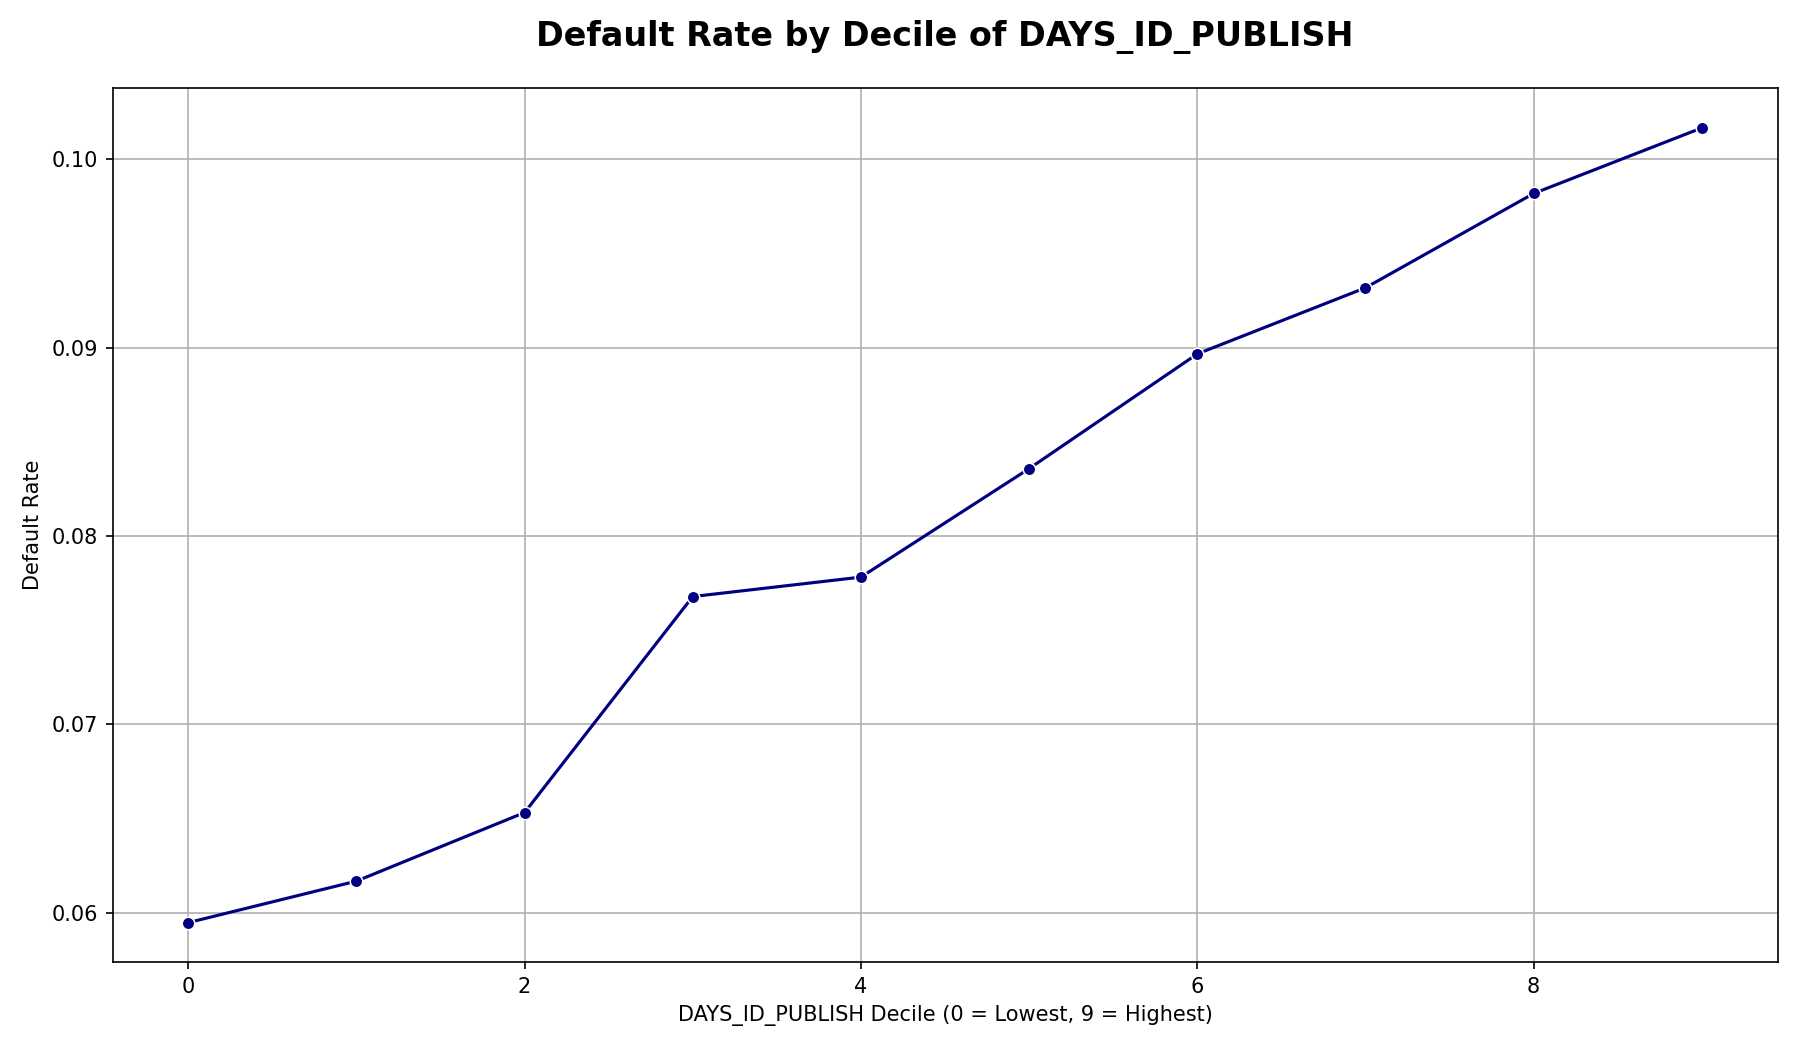 Default Rate by Decile of DAYS_ID_PUBLISH
0.10
0.09
0.08
0.07
0.06
Default Rate
0 2 4 6 8
DAYS_ID_PUBLISH Decile (0 = Lowest, 9 = Highest)